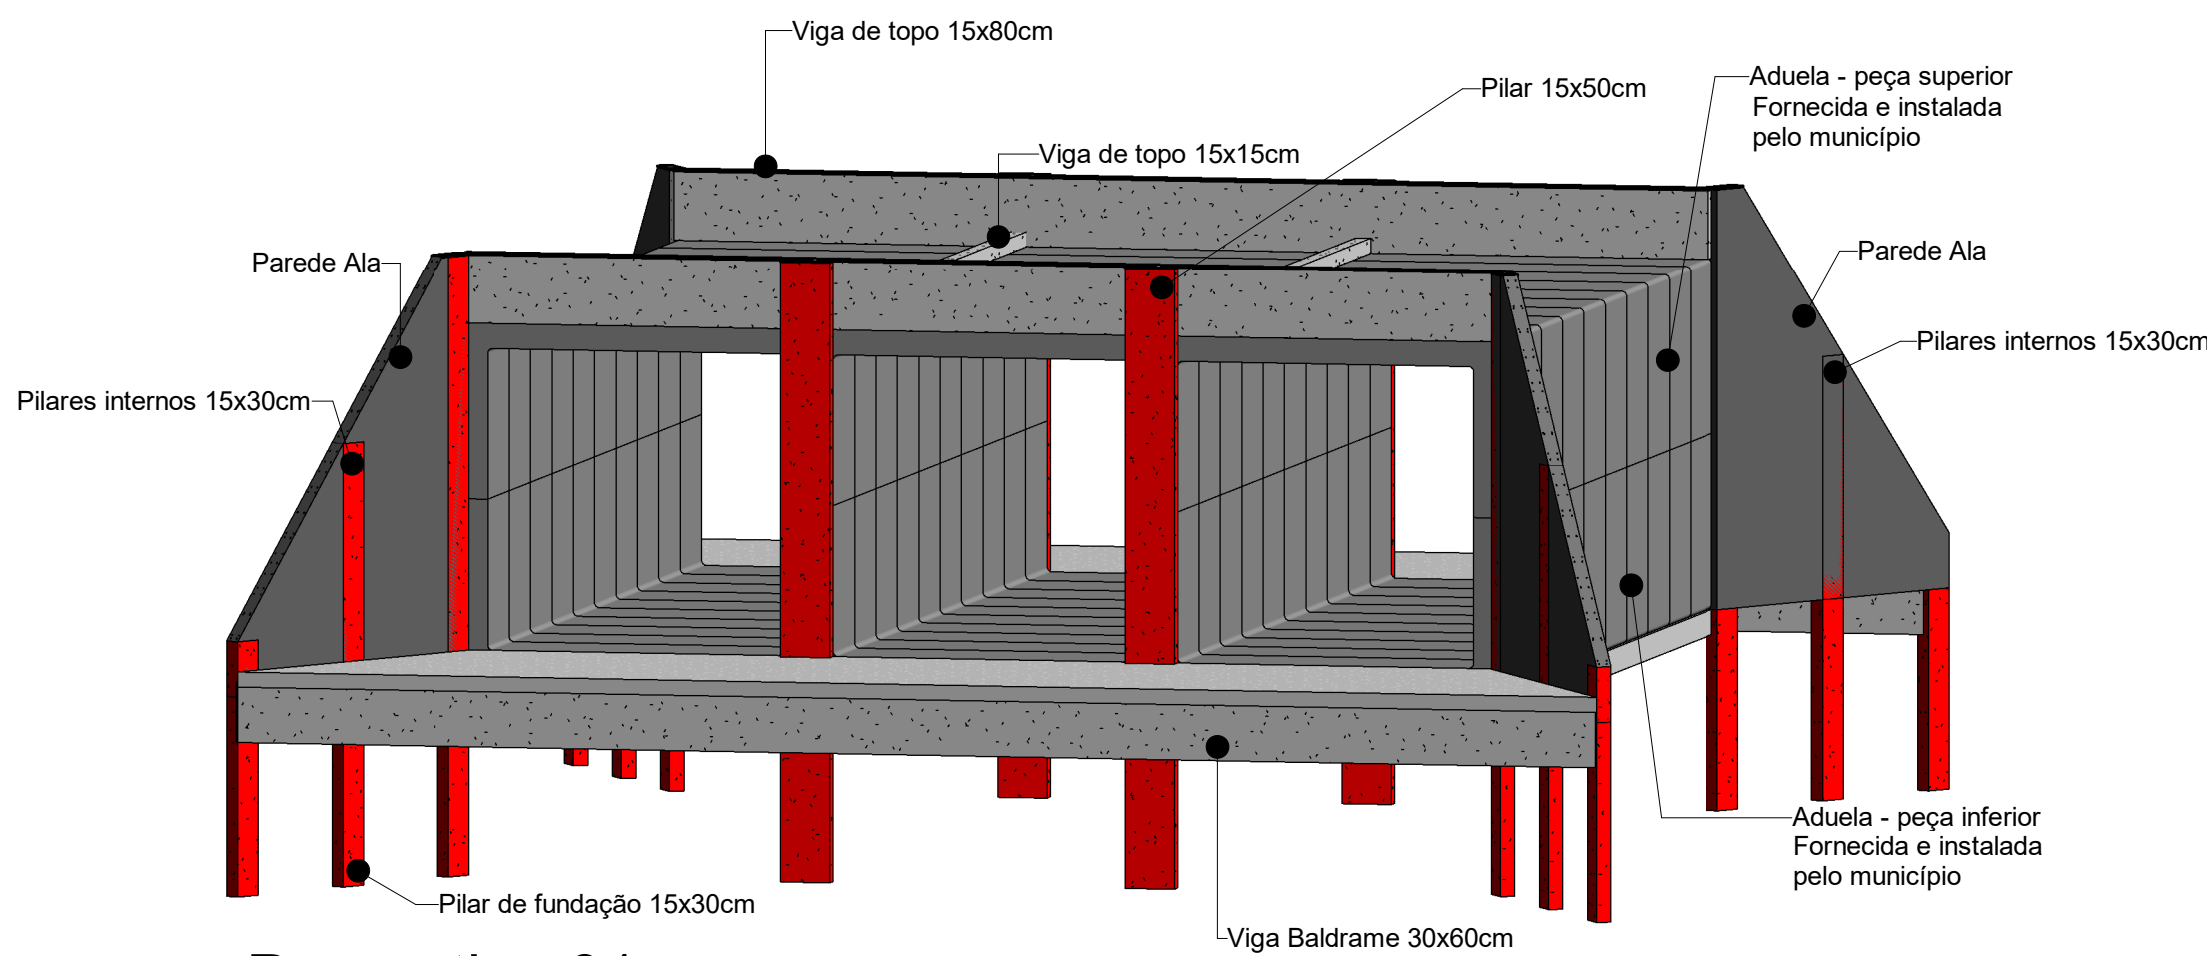 Viga de topo 15x80cm
Pilar 15x50cm
Aduela - peça superior
Fornecida e instalada
pelo município
Viga de topo 15x15cm
Parede Ala
Parede Ala
Pilares internos 15x30cm
Pilares internos 15x30cm
Aduela - peça inferior
Fornecida e instalada
pelo município
Pilar de fundação 15x30cm
Viga Baldrame 30x60cm